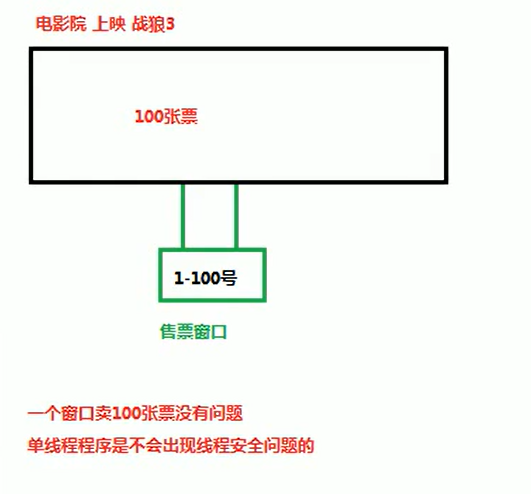 电影院 上映 战狼3
100张票
1-100号
售票窗口
一个窗口卖100张票没有问题
单线程程序是不会出现线程安全问题的